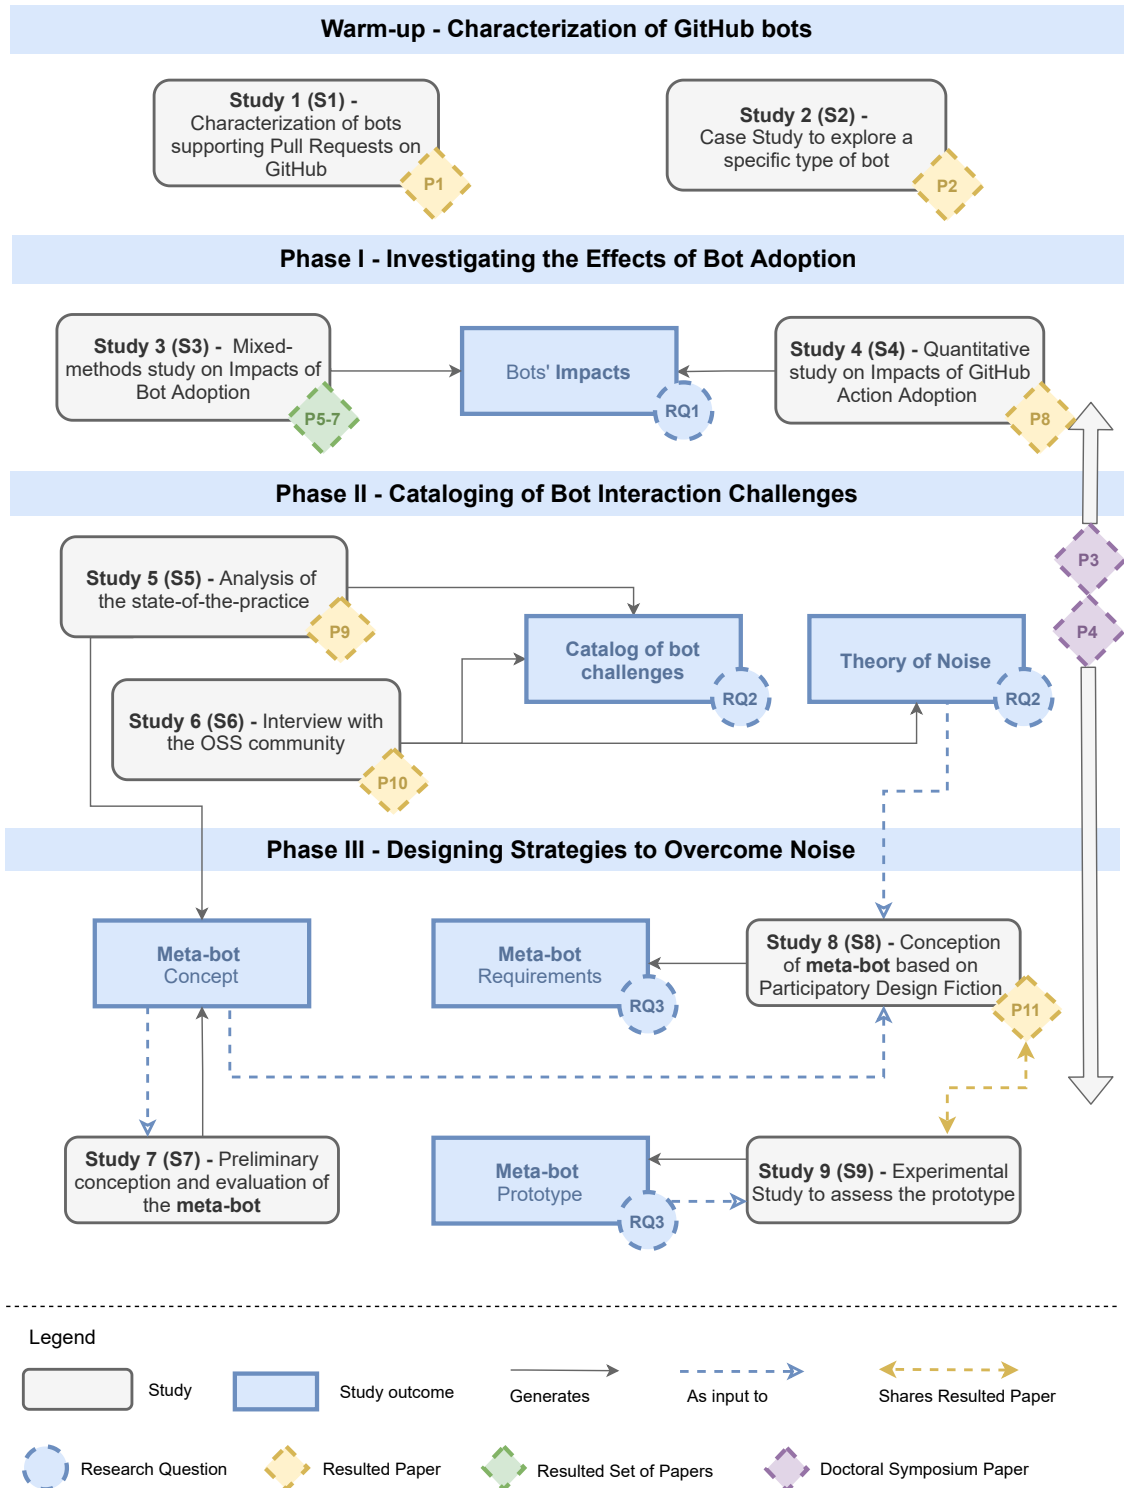 Warm-up - Characterization of GitHub bots
Study 1 (S1) -
Characterization of bots
supporting Pull Requests on
GitHub
P1
Study 2 (S2) -
Case Study to explore a
specific type of bot
P2
Phase I - Investigating the Effects of Bot Adoption
Study 3 (S3) - Mixed-
methods study on Impacts of
Bot Adoption
P5-7
Bots' Impacts
RQ1
Study 4 (S4) - Quantitative
study on Impacts of GitHub
Action Adoption
P8
Phase II - Cataloging of Bot Interaction Challenges
P3
P4
Study 5 (S5) - Analysis of
the state-of-the-practice
P9
Catalog of bot
challenges
RQ2
Theory of Noise
RQ2
Study 6 (S6) - Interview with
the OSS community
P10
Phase III - Designing Strategies to Overcome Noise
Meta-bot
Concept
Meta-bot
Requirements
RQ3
Study 8 (S8) - Conception
of meta-bot based on
Participatory Design Fiction
P11
Study 7 (S7) - Preliminary
conception and evaluation of
the meta-bot
Meta-bot
Prototype
RQ3
Study 9 (S9) - Experimental
Study to assess the prototype
Legend
Study
Study outcome
Generates
As input to
Shares Resulted Paper
Research Question
Resulted Paper
Resulted Set of Papers
Doctoral Symposium Paper